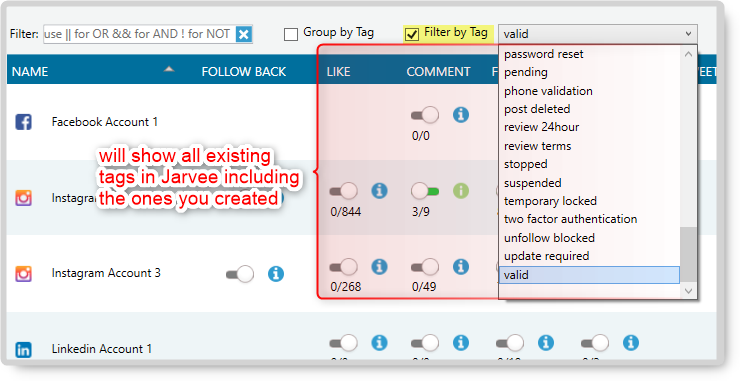 Filter: use || for OR && for AND ! for NOT Group by Tag Filter by Tag valid
NAME FOLLOW BACK LIKE COMMENT
password reset
pending
phone validation
post deleted
review 24hour
review terms
stopped
suspended
temporary locked
two factor authentication
unfollow blocked
update required
valid
Facebook Account 1
0/0
will show all existing
tags in Jarvee including
the ones you created
0/844 3/9
Instagram Account 3
0/268 0/49
Linkedin Account 1